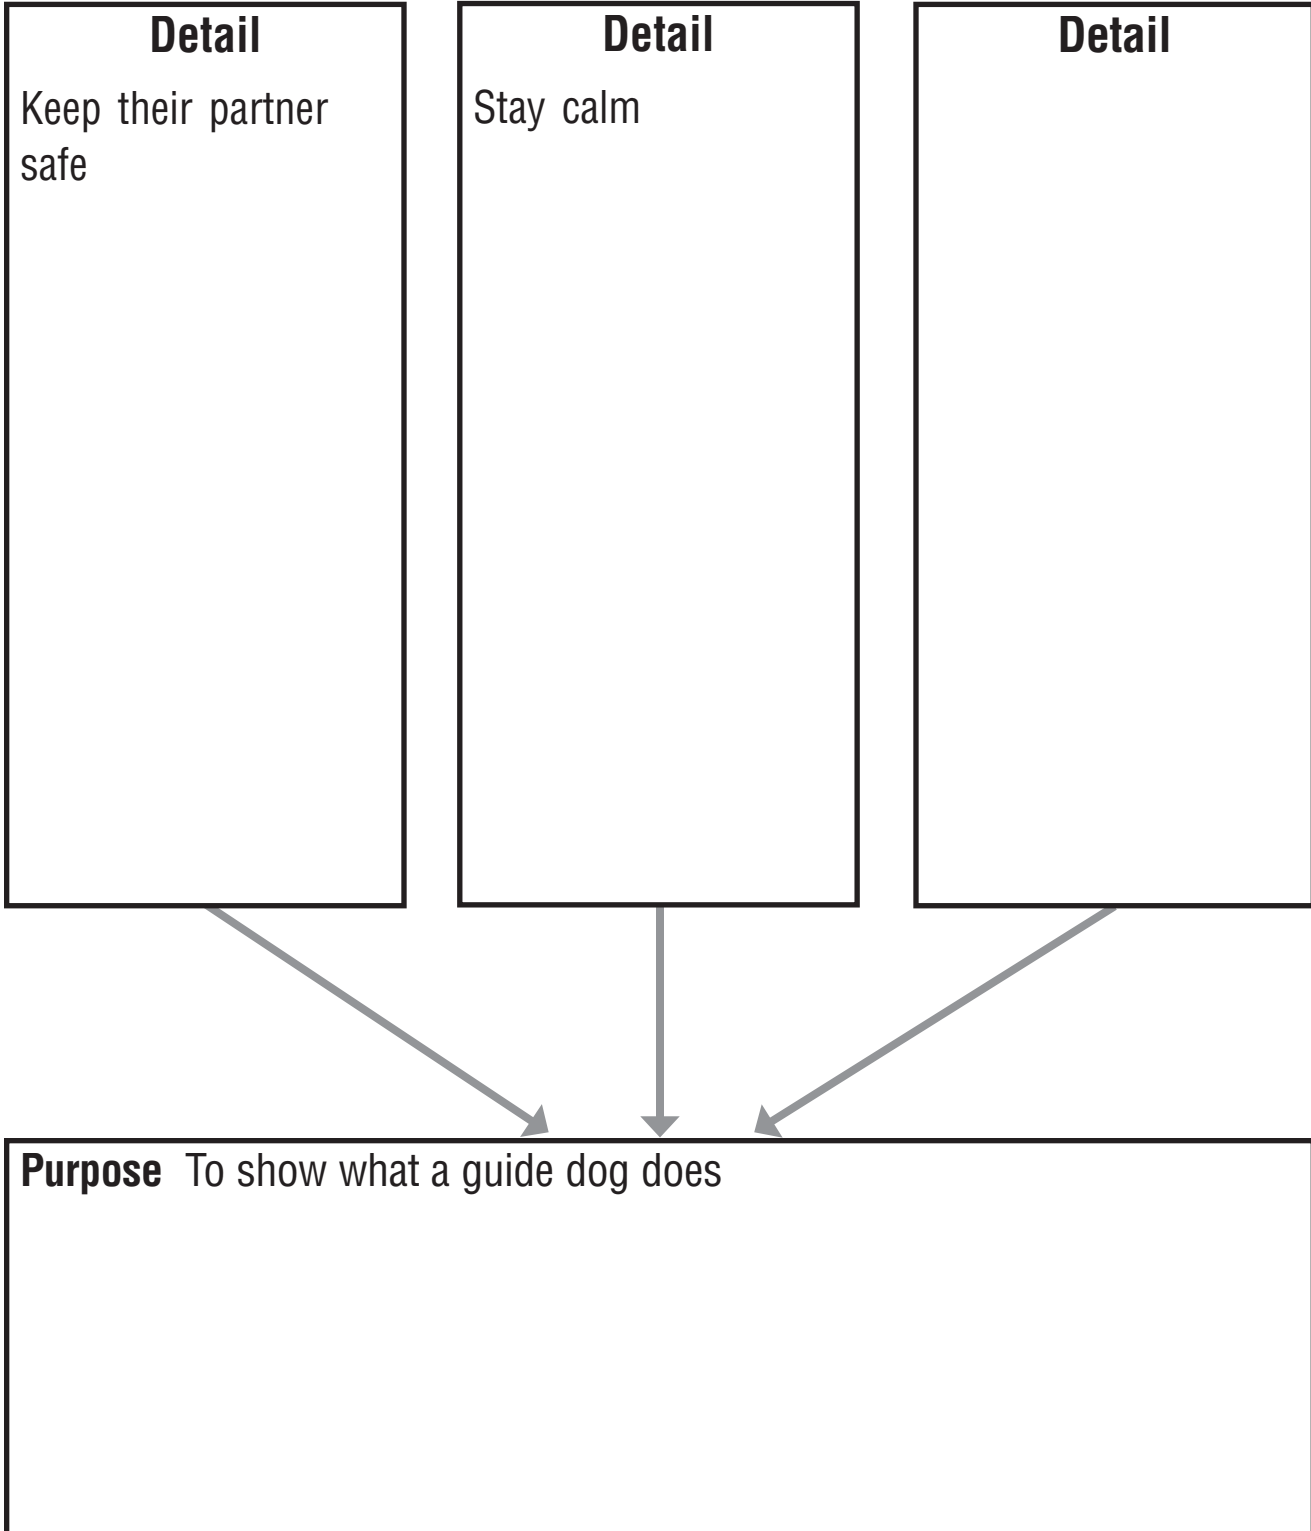 Detail
Keep their partner
safe
Detail
Stay calm
Detail
Purpose To show what a guide dog does